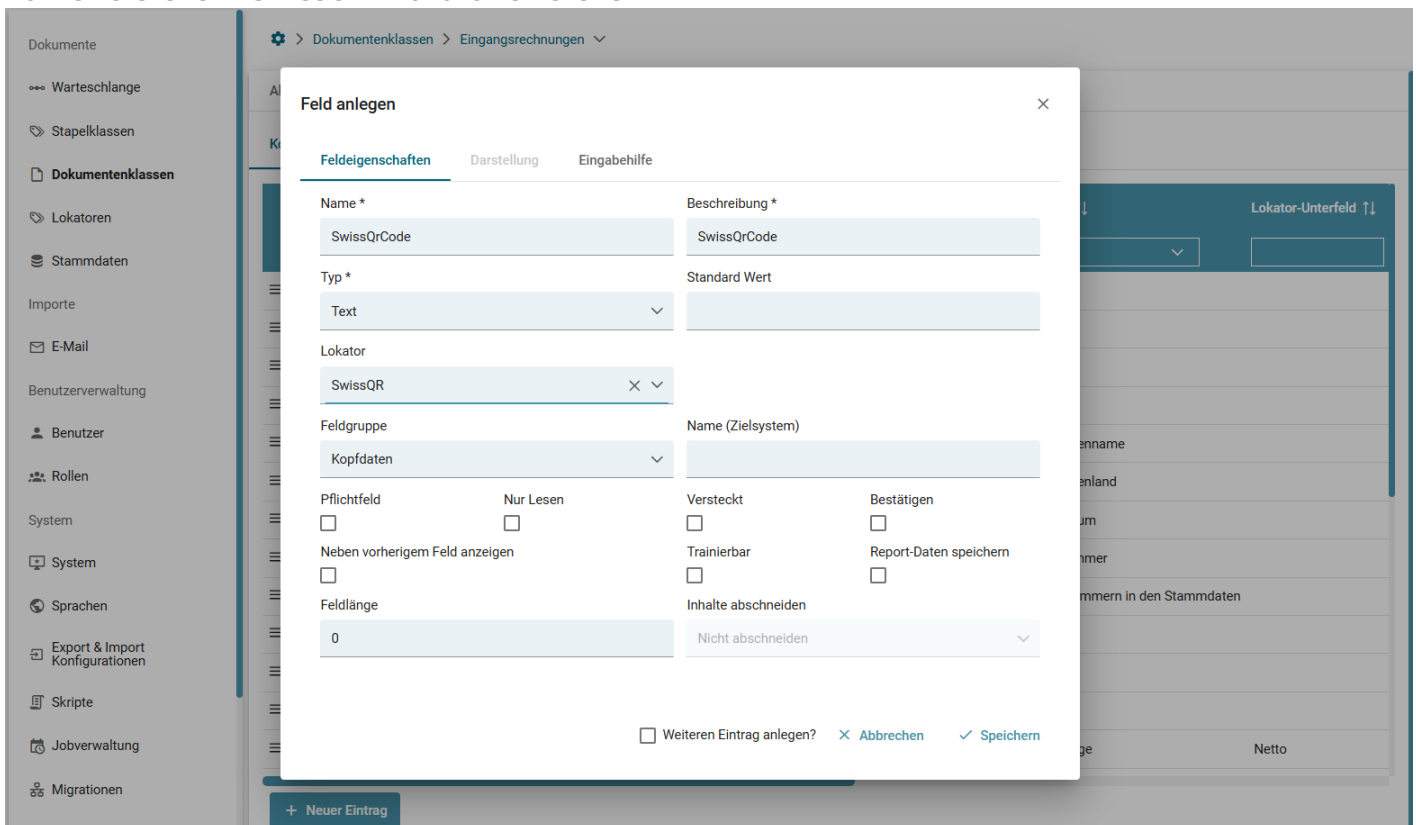 Dokumente
Warteschlange
Stapelklassen
Dokumentenklassen
Lokatoren
Stammdaten
Importe
E-Mail
Benutzerverwaltung
Benutzer
Rollen
System
System
Sprachen
Export & Import
Konfigurationen
Skripte
Jobverwaltung
Migrationen
> Dokumentenklassen > Eingangsrechnungen
Feld anlegen
Feldeigenschaften Darstellung Eingabehilfe
Name * Beschreibung *
SwissQrCode SwissQrCode
Typ * Standard Wert
Text
Lokator
SwissQR
Feldgruppe Name (Zielsystem)
Kopfdaten
Pflichtfeld Nur Lesen Versteckt Bestätigen
Neben vorherigem Feld anzeigen Trainierbar Report-Daten speichern
Feldlänge Inhalte abschneiden
0 Nicht abschneiden
Weiteren Eintrag anlegen? Abbrechen Speichern
Lokator-Unterfeld
enname
enland
um
nmer
mmern in den Stammdaten
ge Netto
+ Neuer Eintrag